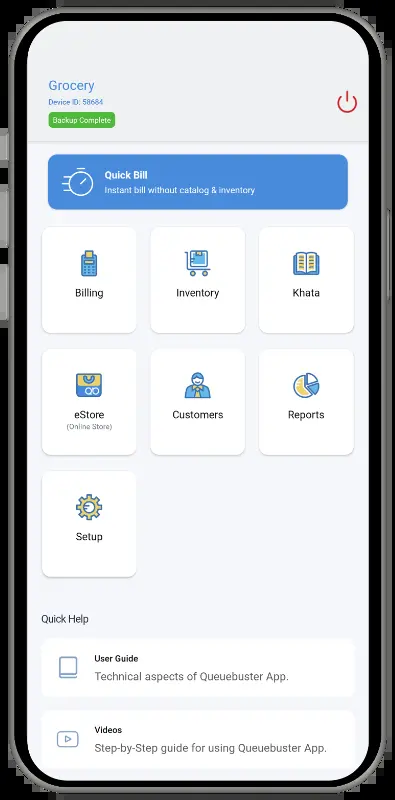 Grocery
Device ID: 58684
Backup Complete
Quick Bill
Instant bill without catalog & inventory
Billing
Inventory
Khata
eStore
(Online Store)
Customers
Reports
Setup
Quick Help
User Guide
Technical aspects of Queuebuster App.
Videos
Step-by-Step guide for using Queuebuster App.